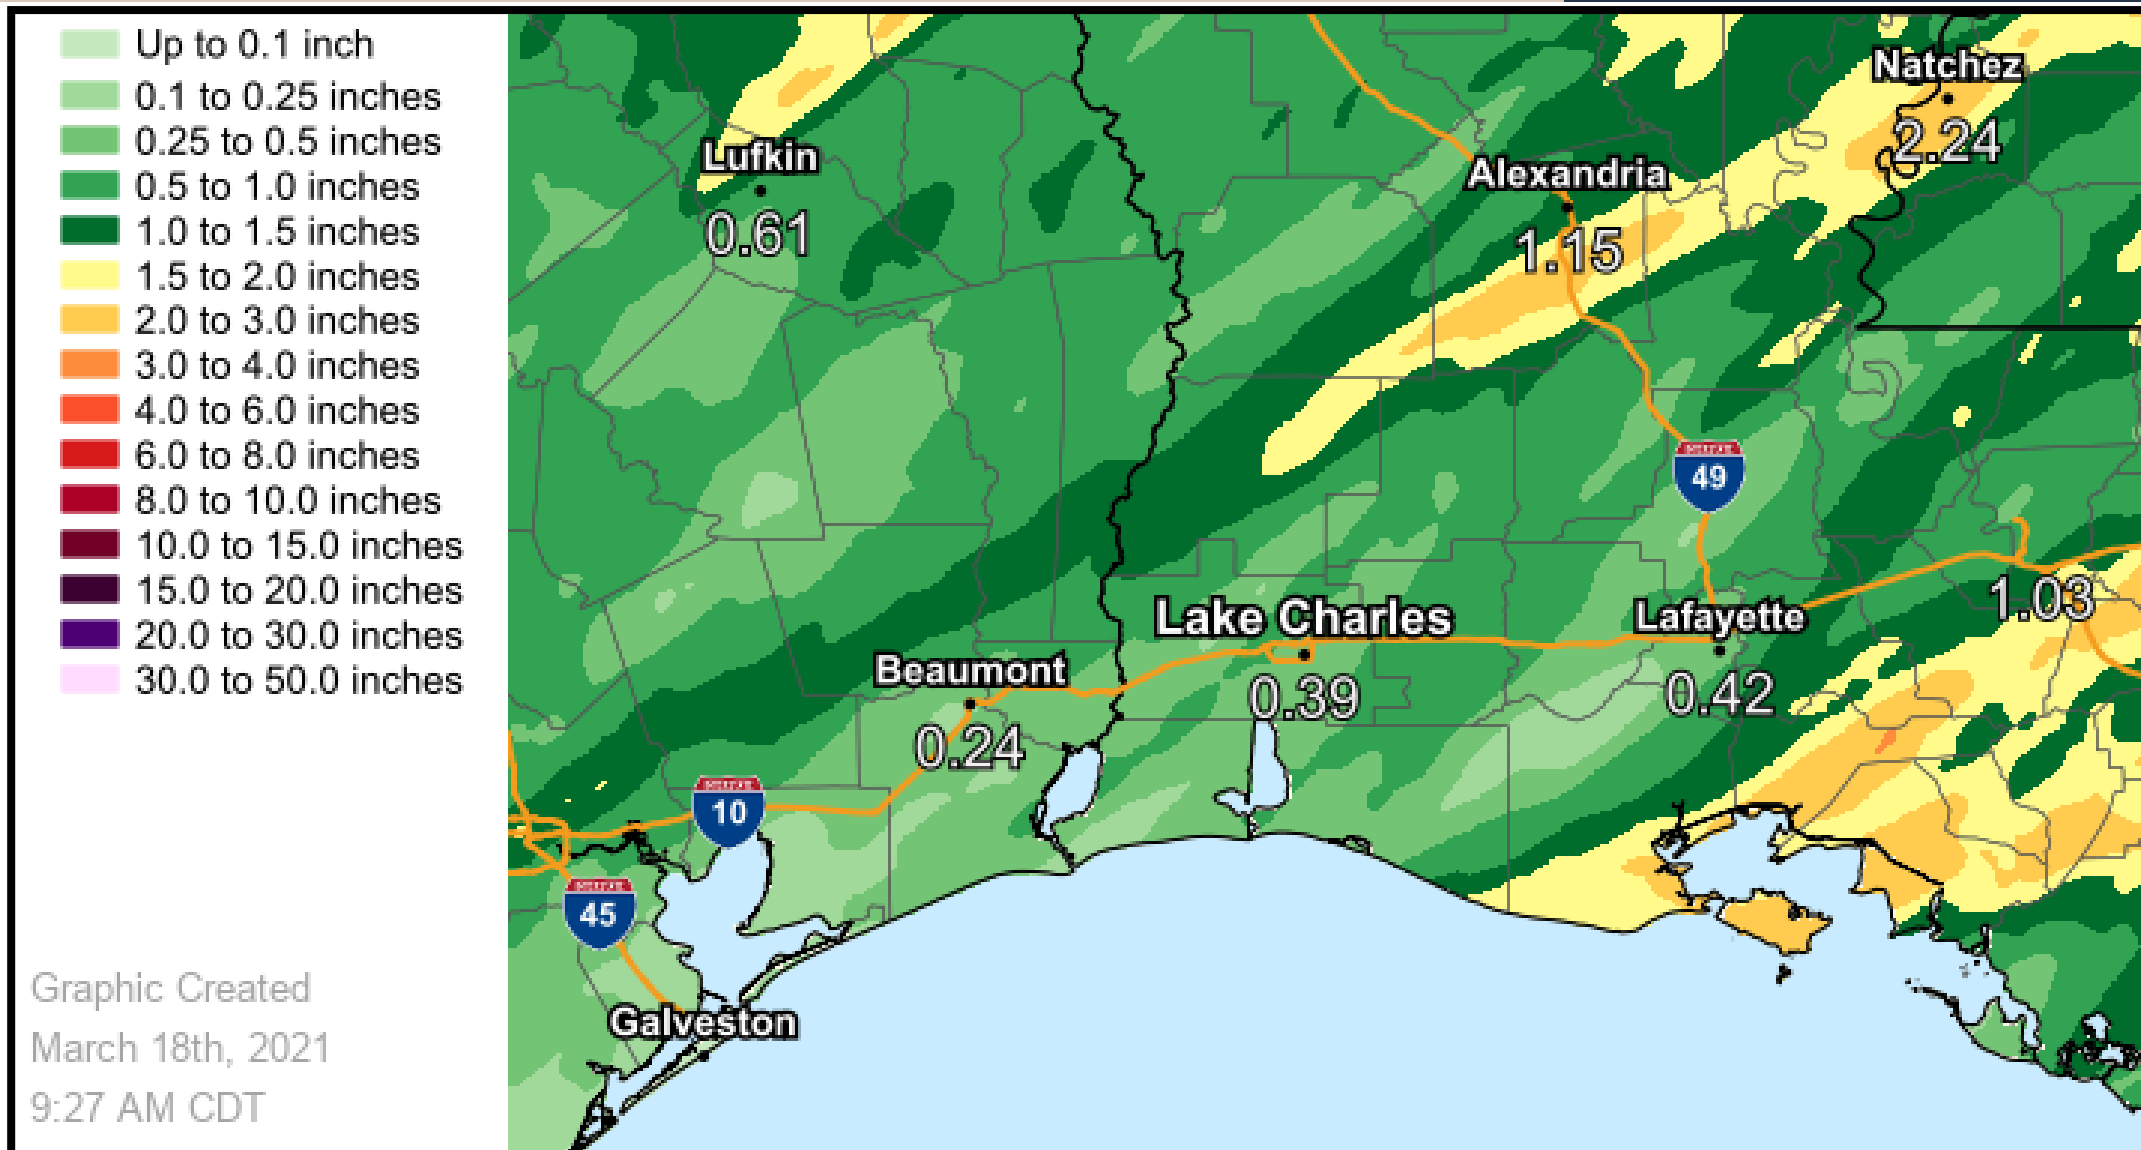 Up to 0.1 inch
0.1 to 0.25 inches
0.25 to 0.5 inches
0.5 to 1.0 inches
1.0 to 1.5 inches
1.5 to 2.0 inches
2.0 to 3.0 inches
3.0 to 4.0 inches
4.0 to 6.0 inches
6.0 to 8.0 inches
8.0 to 10.0 inches
10.0 to 15.0 inches
15.0 to 20.0 inches
20.0 to 30.0 inches
30.0 to 50.0 inches
Graphic Created
March 18th, 2021
9:27 AM CDT
Natchez
2.24
Lufkin
0.61
Alexandria
1.15
49
1.03
Lake Charles
0.39
Lafayette
0.42
Beaumont
0.24
10
45
Galveston